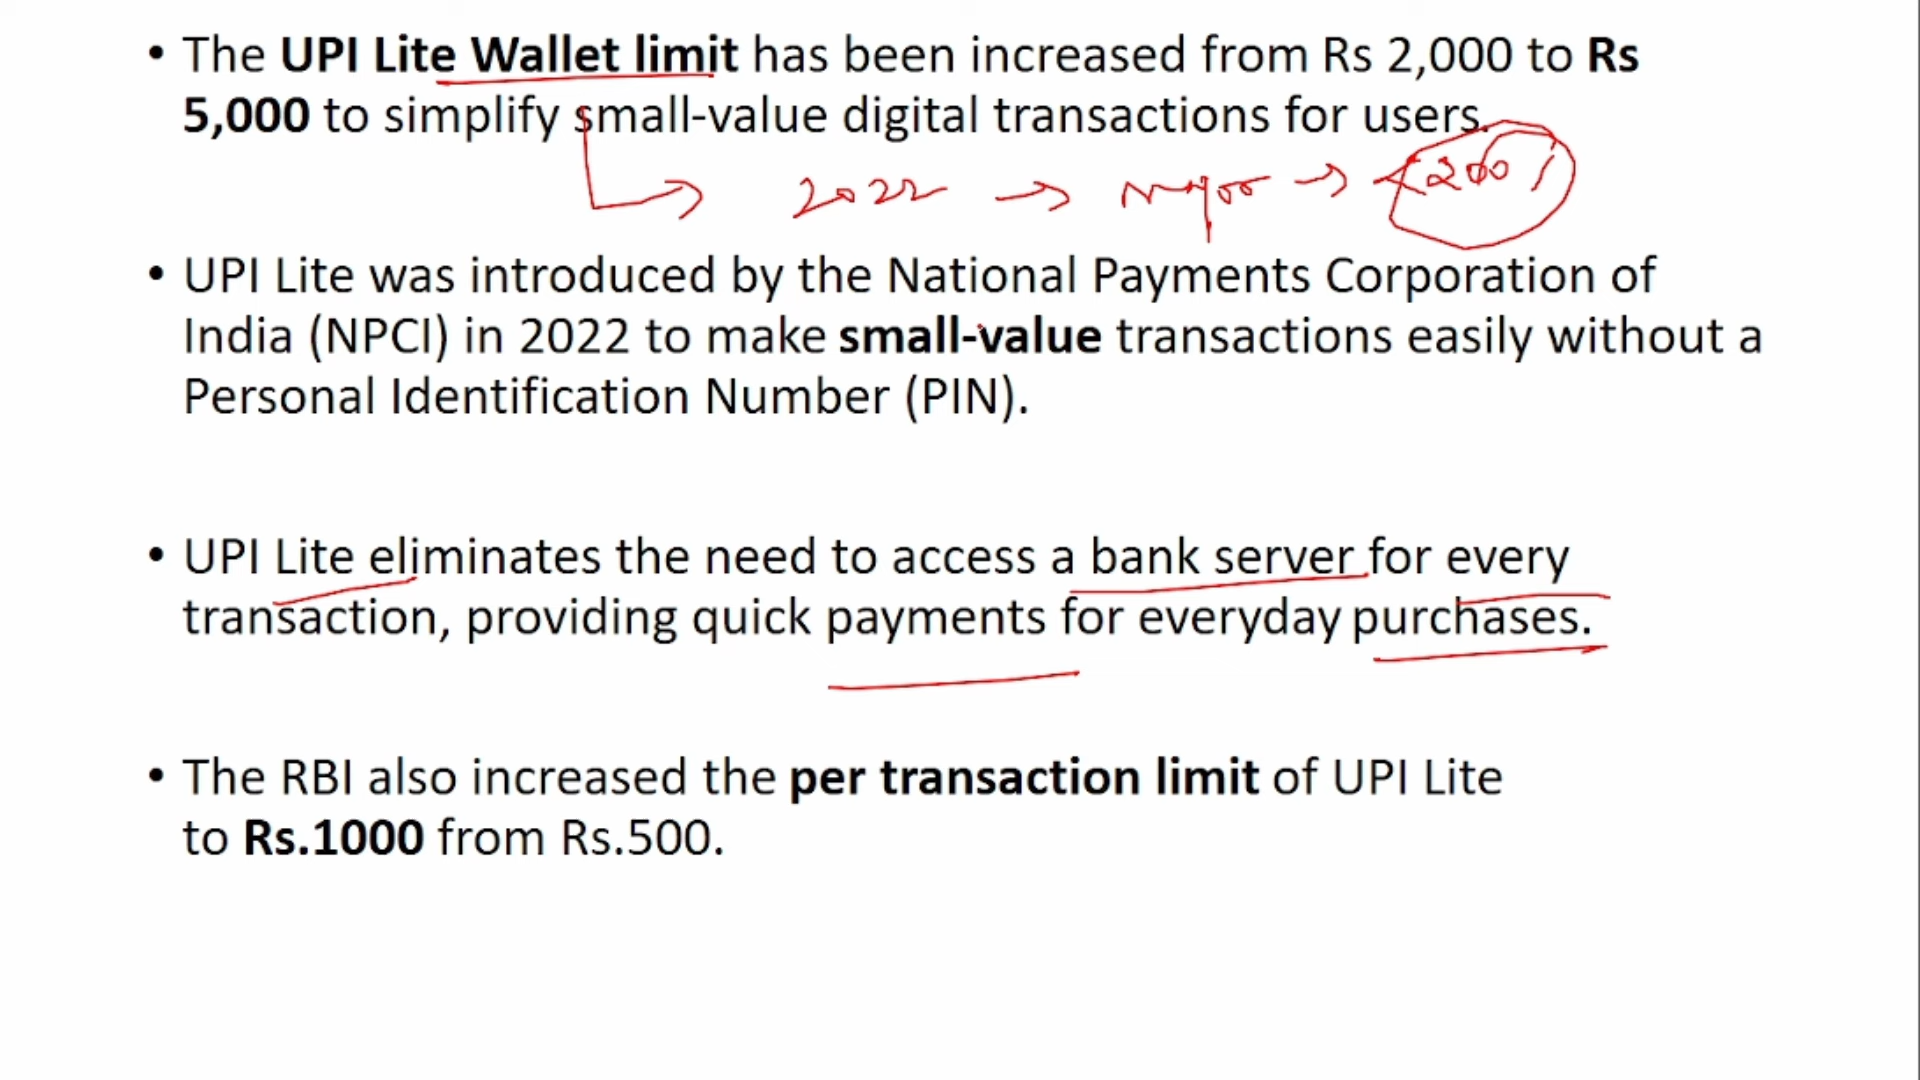 • The UPI Lite Wallet limit has been increased from Rs 2,000 to Rs
5,000 to simplify small-value digital transactions for users.
2022 → → <200
• UPI Lite was introduced by the National Payments Corporation of
India (NPCI) in 2022 to make small-value transactions easily without a
Personal Identification Number (PIN).
• UPI Lite eliminates the need to access a bank server for every
transaction, providing quick payments for everyday purchases.
• The RBI also increased the per transaction limit of UPI Lite
to Rs.1000 from Rs.500.